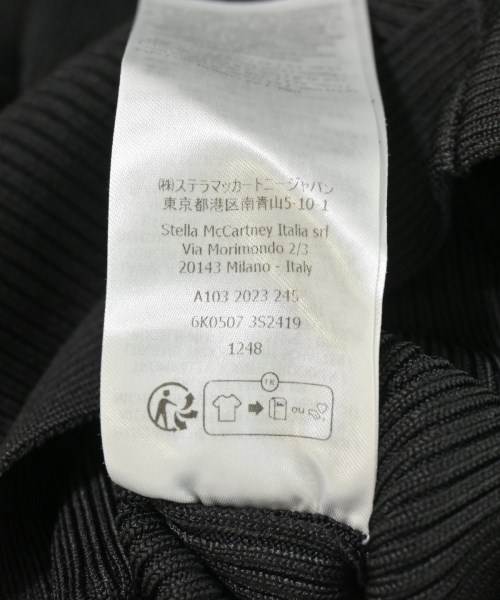 ㈱ステラマッカートニージャパン
東京都港区南青山5-10-1
Stella McCartney Italia srl
Via Morimondo 2/3
20143 Milano - Italy
A103 2023 245
6K0507 3S2419
1248
FR
ou